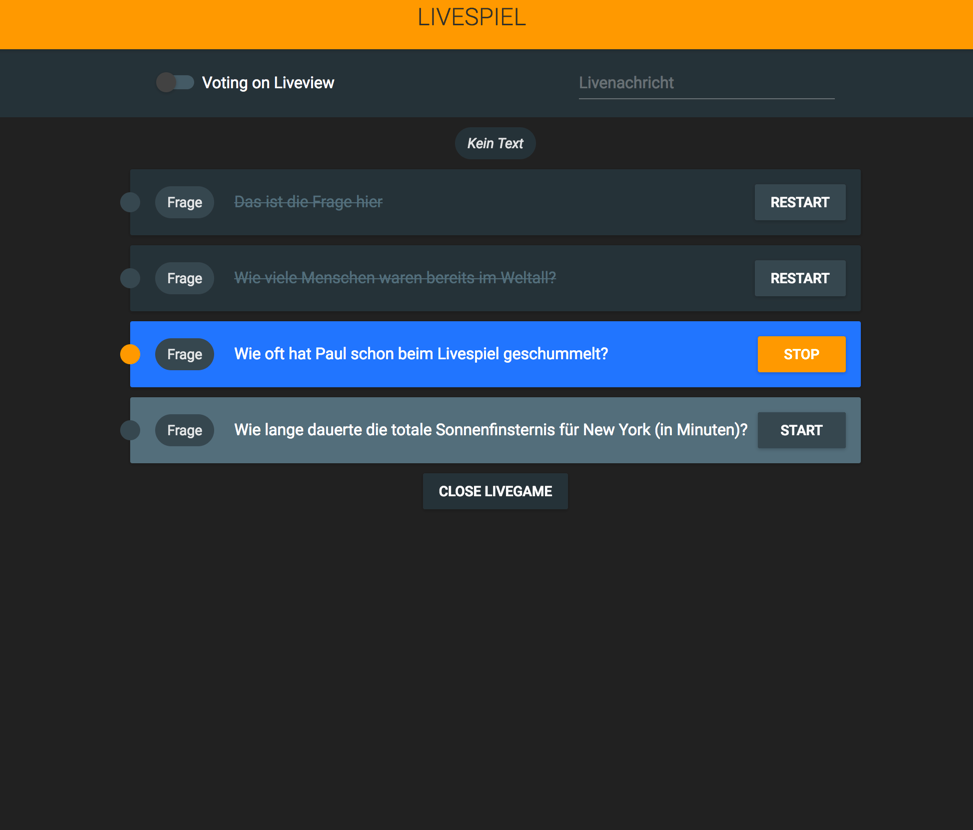 LIVESPIEL
Voting on Liveview
Livenachricht
Kein Text
Frage Das ist die Frage hier RESTART
Frage Wie viele Menschen waren bereits im Weltall? RESTART
Frage Wie oft hat Paul schon beim Livespiel geschummelt? STOP
Frage Wie lange dauerte die totale Sonnenfinsternis für New York (in Minuten)? START
CLOSE LIVEGAME